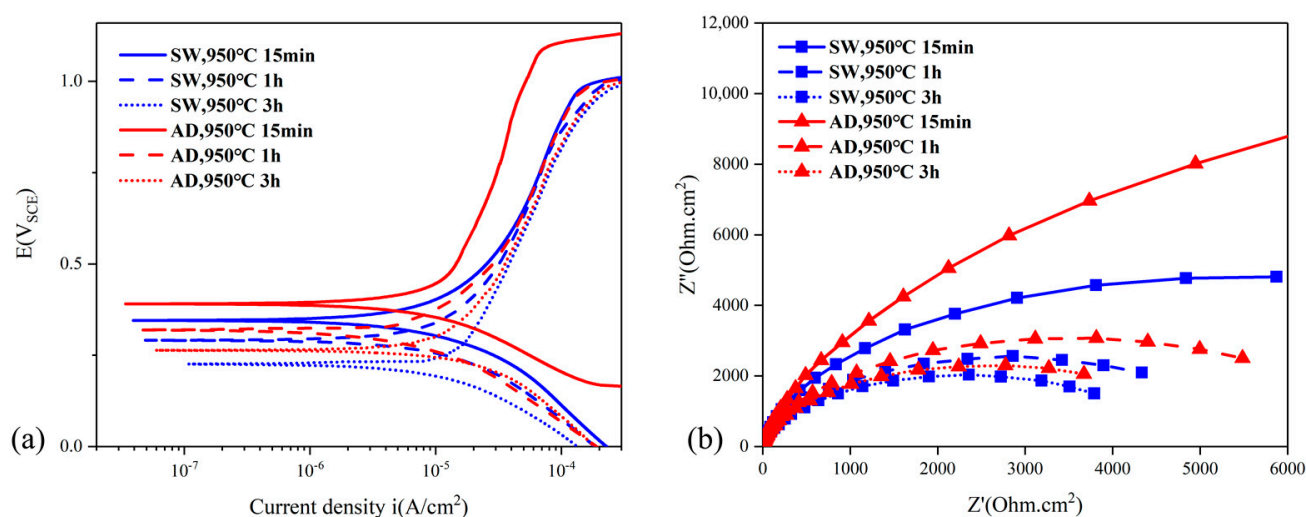 SW,950℃ 15min
SW,950℃ 1h
SW,950℃ 3h
AD,950℃ 15min
AD,950℃ 1h
AD,950℃ 3h
1.0
0.5
0.0
E(V_SCE)
10⁻⁷
10⁻⁶
10⁻⁵
10⁻⁴
Current density i(A/cm²)
(a)
SW,950℃ 15min
SW,950℃ 1h
SW,950℃ 3h
AD,950℃ 15min
AD,950℃ 1h
AD,950℃ 3h
12,000
10,000
8000
6000
4000
2000
0
Z''(Ohm.cm²)
0
1000
2000
3000
4000
5000
6000
Z'(Ohm.cm²)
(b)